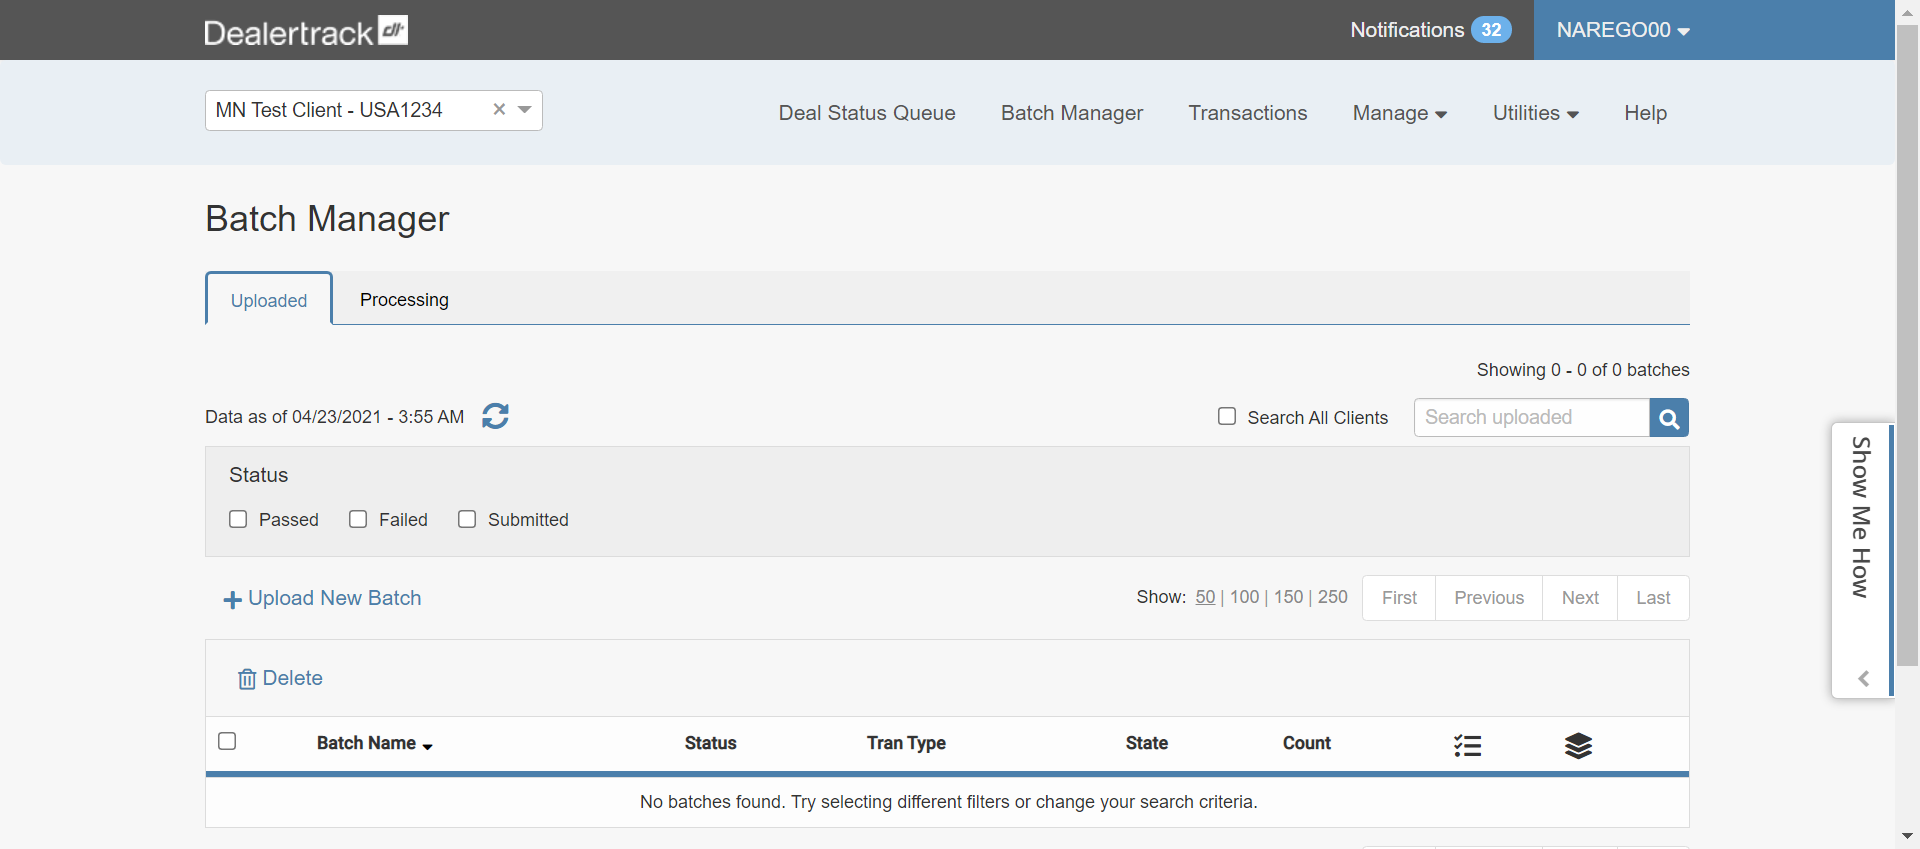 Dealertrack dt
Notifications 32
NAREGO00
MN Test Client - USA1234 ×
Deal Status Queue Batch Manager Transactions Manage Utilities Help
Batch Manager
Uploaded Processing
Showing 0 - 0 of 0 batches
Data as of 04/23/2021 - 3:55 AM
Search All Clients
Search uploaded
Status
Passed Failed Submitted
Upload New Batch
Show: 50 | 100 | 150 | 250
First Previous Next Last
Delete
Batch Name Status Tran Type State Count
No batches found. Try selecting different filters or change your search criteria.
Show Me How